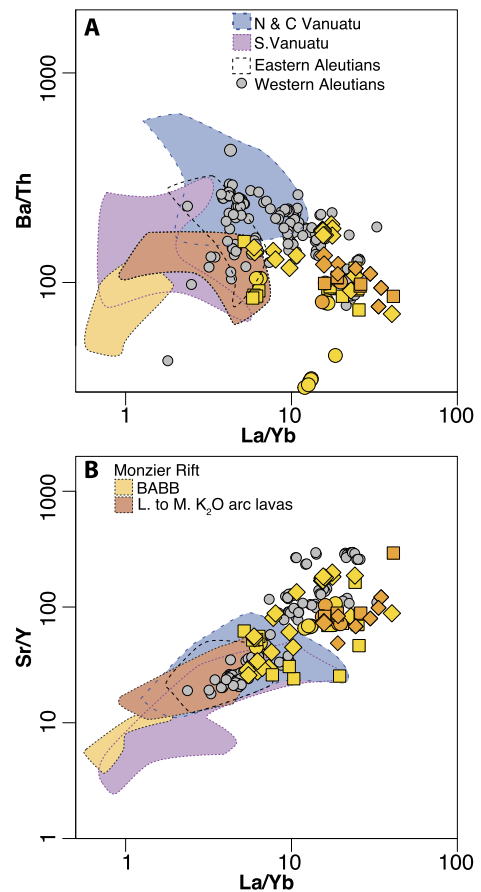 A
N & C Vanuatu
S.Vanuatu
Eastern Aleutians
Western Aleutians
1000
100
Ba/Th
1
10
100
La/Yb
B
Monzier Rift
BABB
L. to M. K₂O arc lavas
1000
100
10
1
Sr/Y
1
10
100
La/Yb